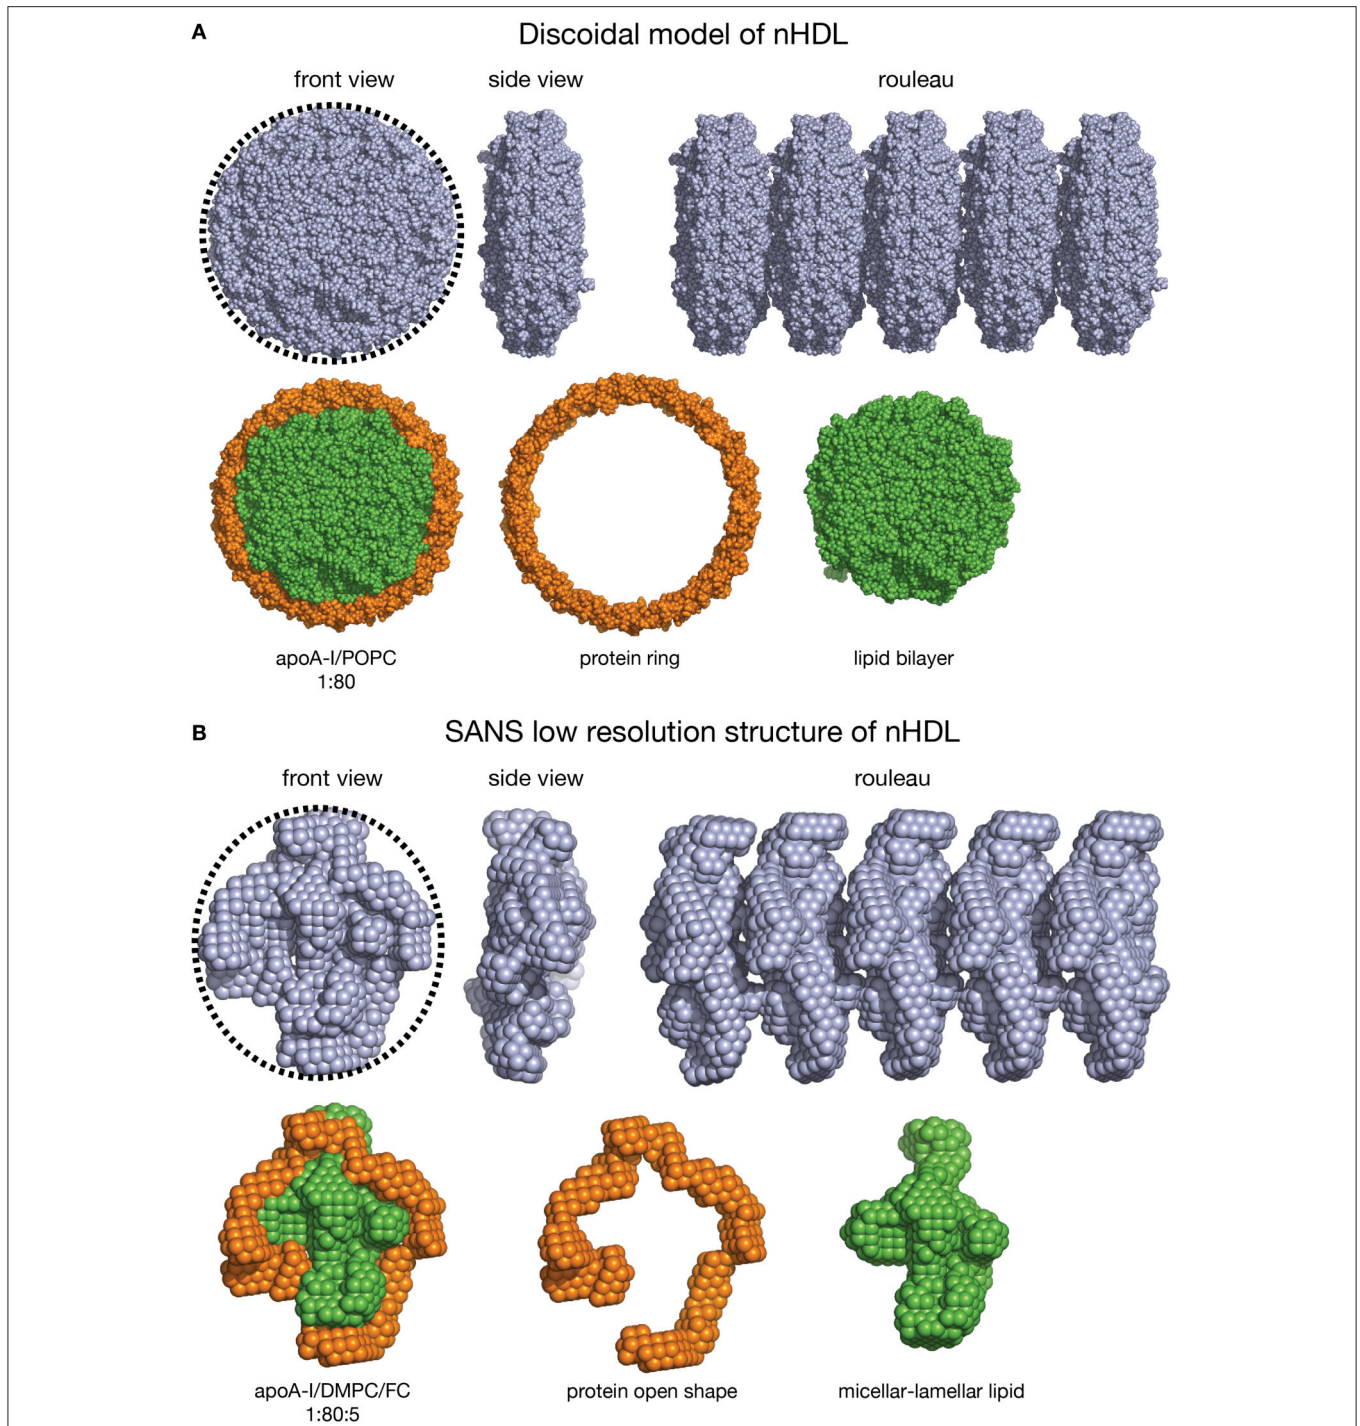 A
Discoidal model of nHDL
front view
side view
rouleau
apoA-I/POPC
1:80
protein ring
lipid bilayer
B
SANS low resolution structure of nHDL
front view
side view
rouleau
apoA-I/DMPC/FC
1:80:5
protein open shape
micellar-lamellar lipid